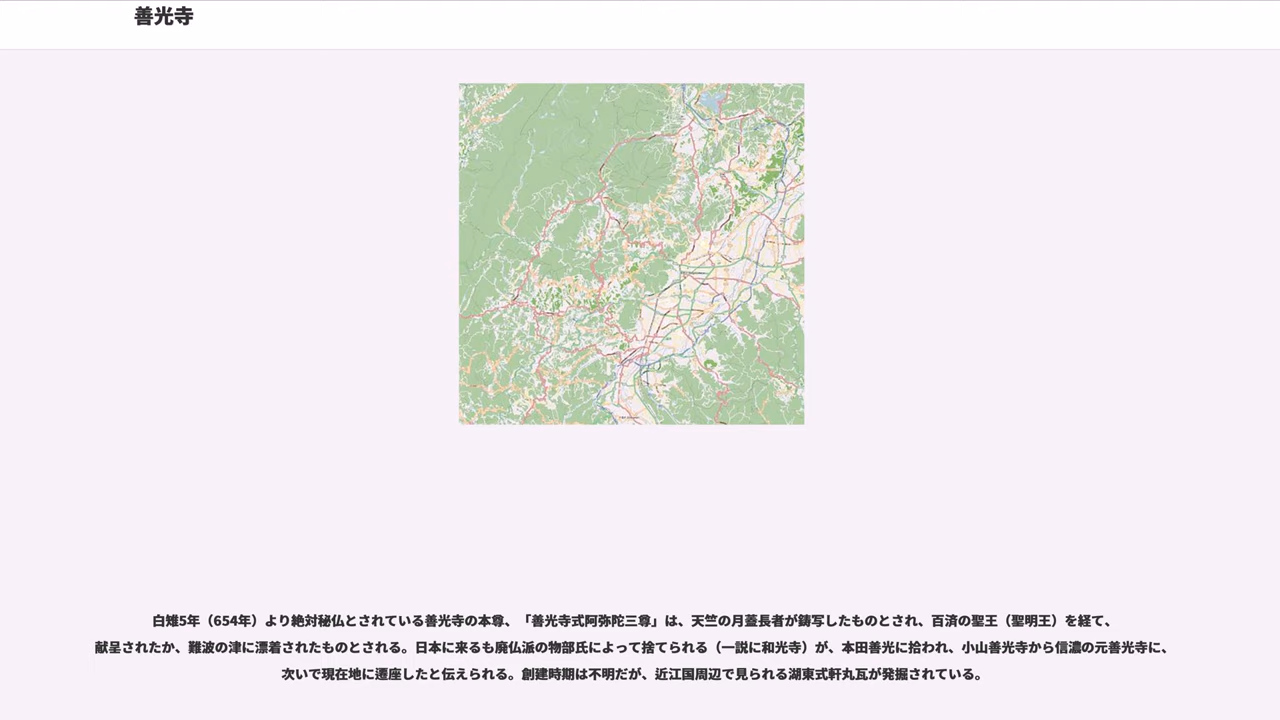 善光寺
白雉5年（654年）より絶対秘仏とされている善光寺の本尊、「善光寺式阿弥陀三尊」は、天竺の月蓋長者が鋳写したものとされ、百済の聖王（聖明王）を経て、
献呈されたか、難波の津に漂着されたものとされる。日本に来るも廃仏派の物部氏によって捨てられる（一説に和光寺）が、本田善光に拾われ、小山善光寺から信濃の元善光寺に、
次いで現在地に遷座したと伝えられる。創建時期は不明だが、近江国周辺で見られる湖東式軒丸瓦が発掘されている。